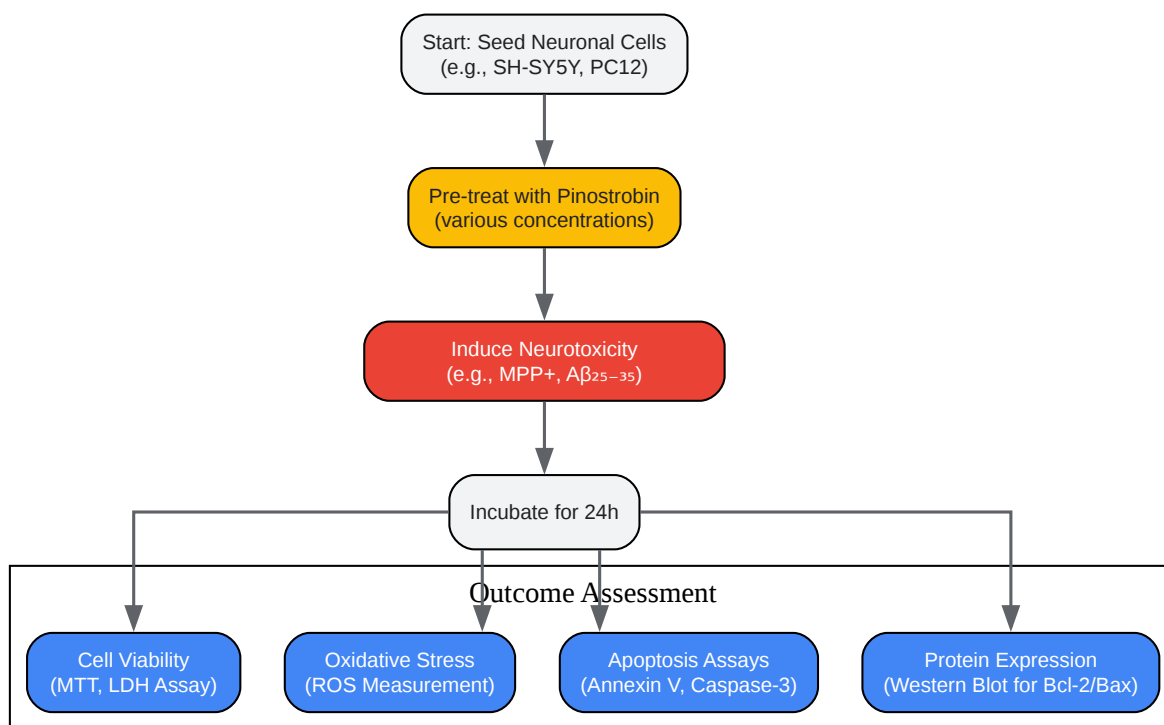 Start: Seed Neuronal Cells
(e.g., SH-SY5Y, PC12)
Pre-treat with Pinostrobin
(various concentrations)
Induce Neurotoxicity
(e.g., MPP+, Aβ₂₅₋₃₅)
Incubate for 24h
Outcome Assessment
Cell Viability
(MTT, LDH Assay)
Oxidative Stress
(ROS Measurement)
Apoptosis Assays
(Annexin V, Caspase-3)
Protein Expression
(Western Blot for Bcl-2/Bax)